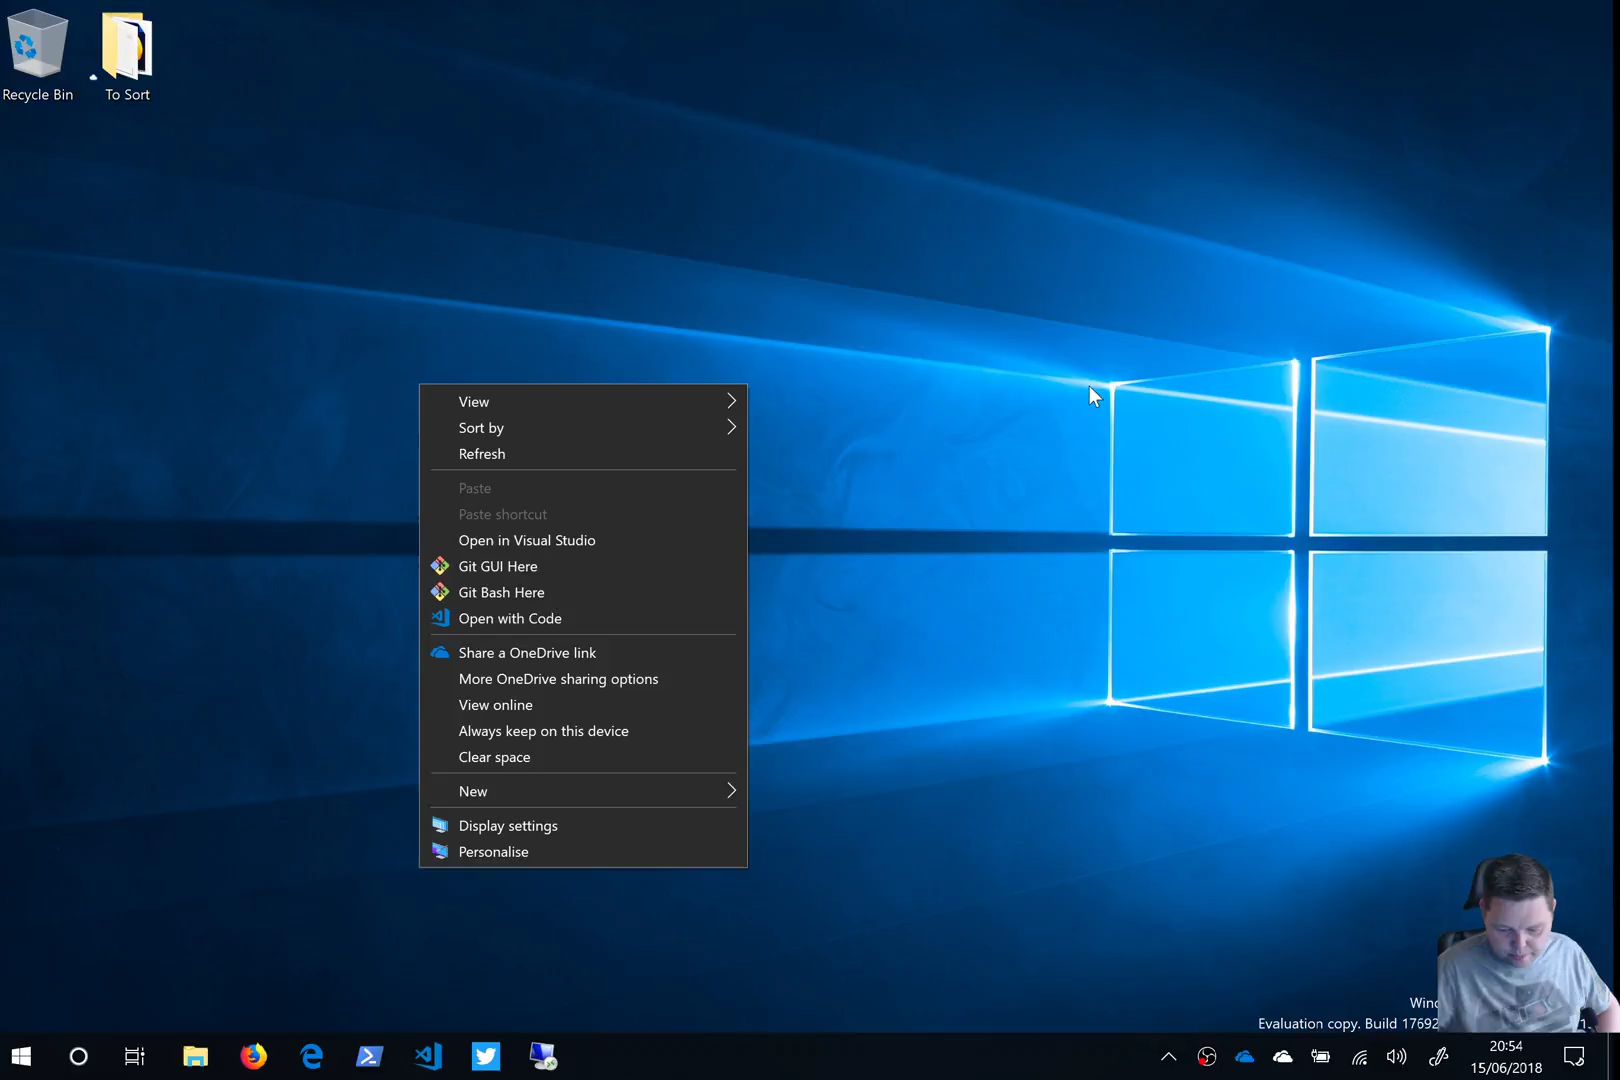 Recycle Bin
To Sort
View
Sort by
Refresh
Paste
Paste shortcut
Open in Visual Studio
Git GUI Here
Git Bash Here
Open with Code
Share a OneDrive link
More OneDrive sharing options
View online
Always keep on this device
Clear space
New
Display settings
Personalise
Evaluation copy. Build 17692
20:54
15/06/2018